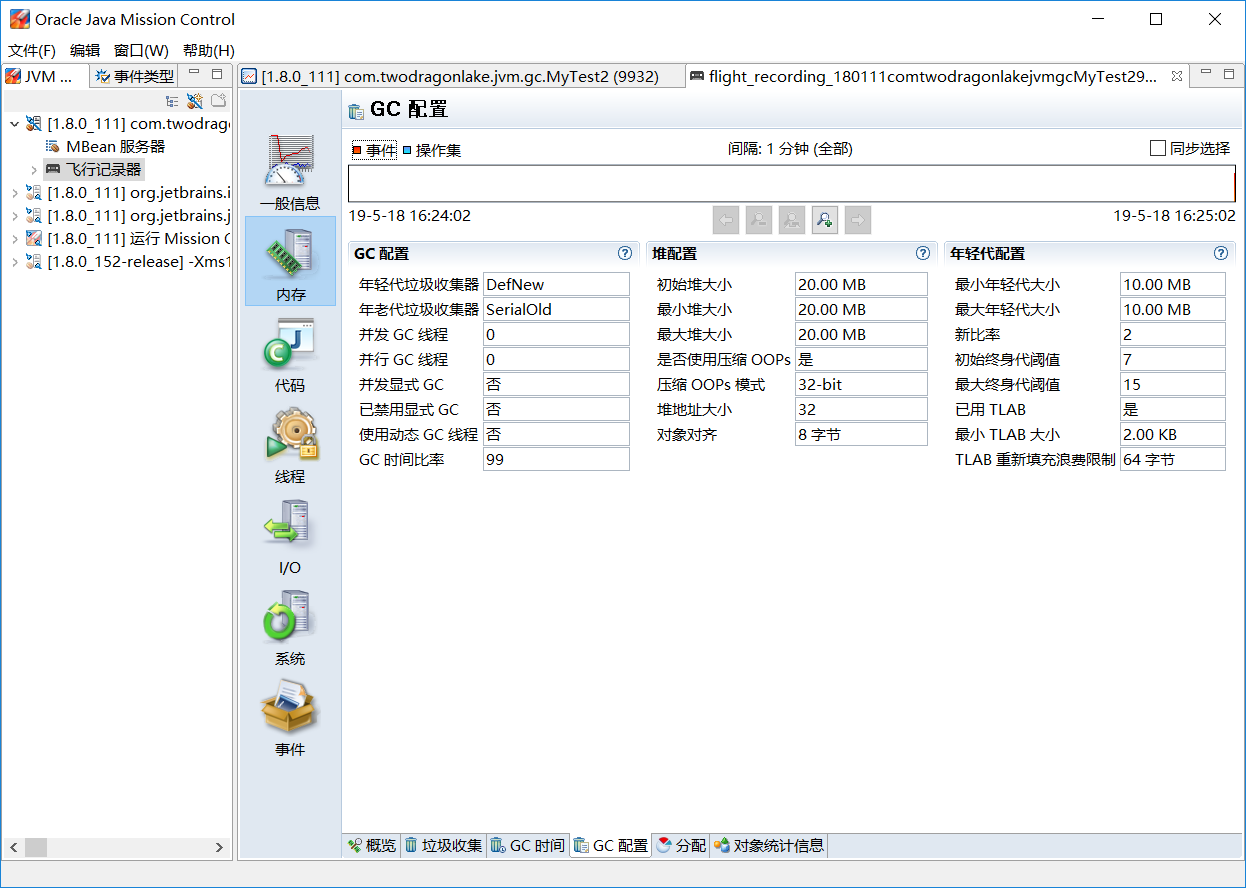 Oracle Java Mission Control
文件(F) 编辑 窗口(W) 帮助(H)
JVM ... 事件类型
[1.8.0_111] com.twodragonlake.jvm.gc.MyTest2 (9932) flight_recording_180111comtwodragonlakejvmgcMyTest29...
[1.8.0_111] com.twodrag
MBean 服务器
飞行记录器
[1.8.0_111] org.jetbrains.i
[1.8.0_111] org.jetbrains.j
[1.8.0_111] 运行 Mission C
[1.8.0_152-release] -Xms1
一般信息
内存
代码
线程
I/O
系统
事件
GC 配置
事件 操作集 间隔: 1 分钟 (全部) 同步选择
19-5-18 16:24:02 19-5-18 16:25:02
GC 配置
年轻代垃圾收集器 DefNew
年老代垃圾收集器 SerialOld
并发 GC 线程 0
并行 GC 线程 0
并发显式 GC 否
已禁用显式 GC 否
使用动态 GC 线程 否
GC 时间比率 99
堆配置
初始堆大小 20.00 MB
最小堆大小 20.00 MB
最大堆大小 20.00 MB
是否使用压缩 OOPs 是
压缩 OOPs 模式 32-bit
堆地址大小 32
对象对齐 8 字节
年轻代配置
最小年轻代大小 10.00 MB
最大年轻代大小 10.00 MB
新比率 2
初始终身代阈值 7
最大终身代阈值 15
已用 TLAB 是
最小 TLAB 大小 2.00 KB
TLAB 重新填充浪费限制 64 字节
概览 垃圾收集 GC 时间 GC 配置 分配 对象统计信息